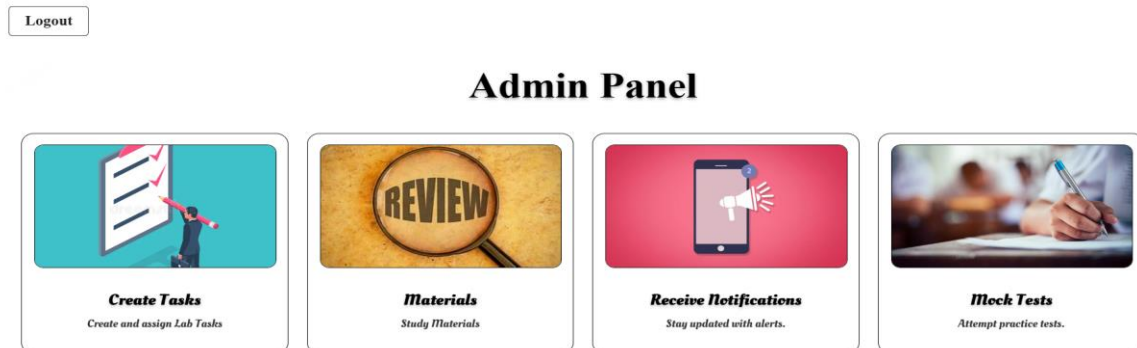 Logout
Admin Panel
REVIEW
2
Create Tasks
Create and assign Lab Tasks
Materials
Study Materials
Receive Notifications
Stay updated with alerts.
Mock Tests
Attempt practice tests.